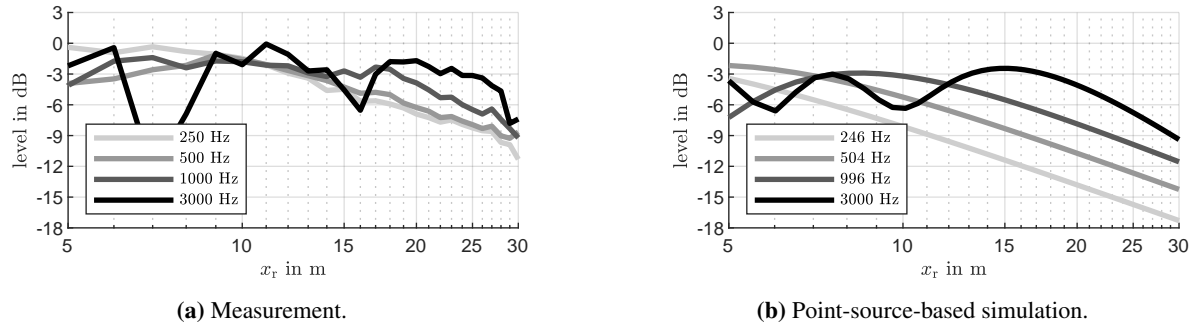 3
0
-3
-6
-9
-12
-15
-18
level in dB
250 Hz
500 Hz
1000 Hz
3000 Hz
5 10 15 20 25 30
x_r in m
(a) Measurement.
3
0
-3
-6
-9
-12
-15
-18
level in dB
246 Hz
504 Hz
996 Hz
3000 Hz
5 10 15 20 25 30
x_r in m
(b) Point-source-based simulation.